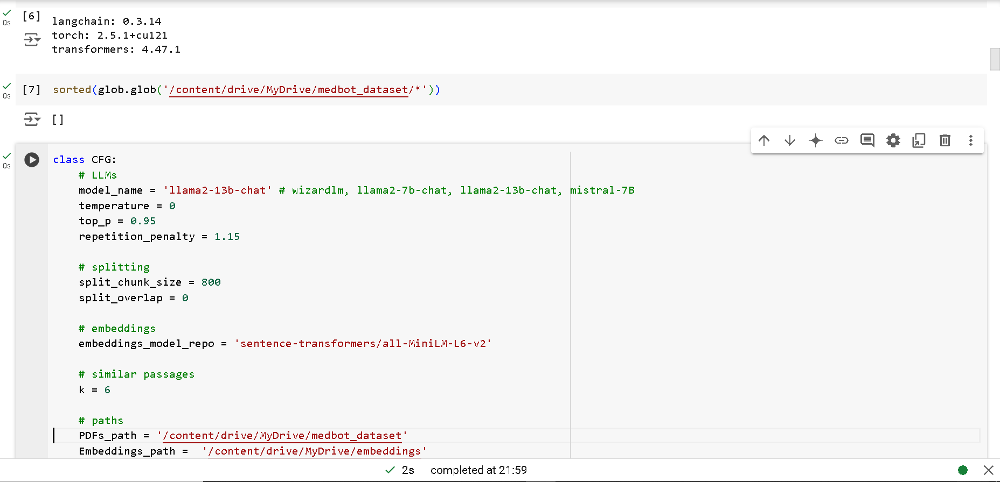 [6]
0s
langchain: 0.3.14
torch: 2.5.1+cu121
transformers: 4.47.1
[7] sorted(glob.glob('/content/drive/MyDrive/medbot_dataset/*'))
0s
[]
0s
class CFG:
# LLMs
model_name = 'llama2-13b-chat' # wizardlm, llama2-7b-chat, llama2-13b-chat, mistral-7B
temperature = 0
top_p = 0.95
repetition_penalty = 1.15
# splitting
split_chunk_size = 800
split_overlap = 0
# embeddings
embeddings_model_repo = 'sentence-transformers/all-MiniLM-L6-v2'
# similar passages
k = 6
# paths
PDFs_path = '/content/drive/MyDrive/medbot_dataset'
Embeddings_path =  '/content/drive/MyDrive/embeddings'
2s completed at 21:59